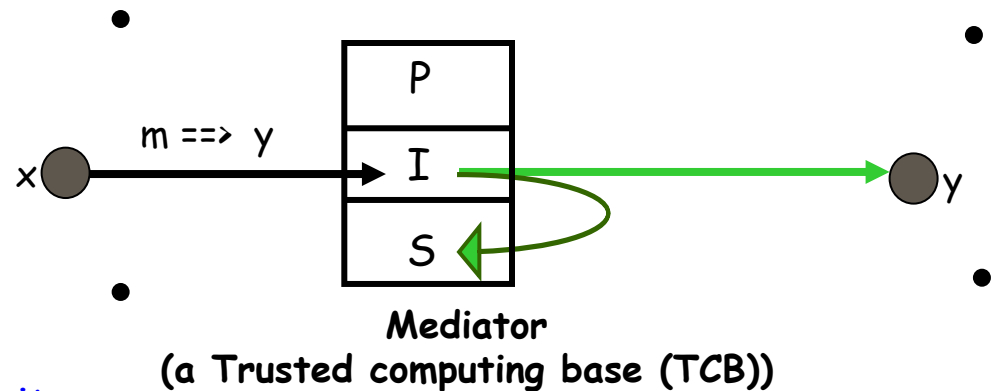 P
m ==> y
x
I
y
S
Mediator
(a Trusted computing base (TCB))